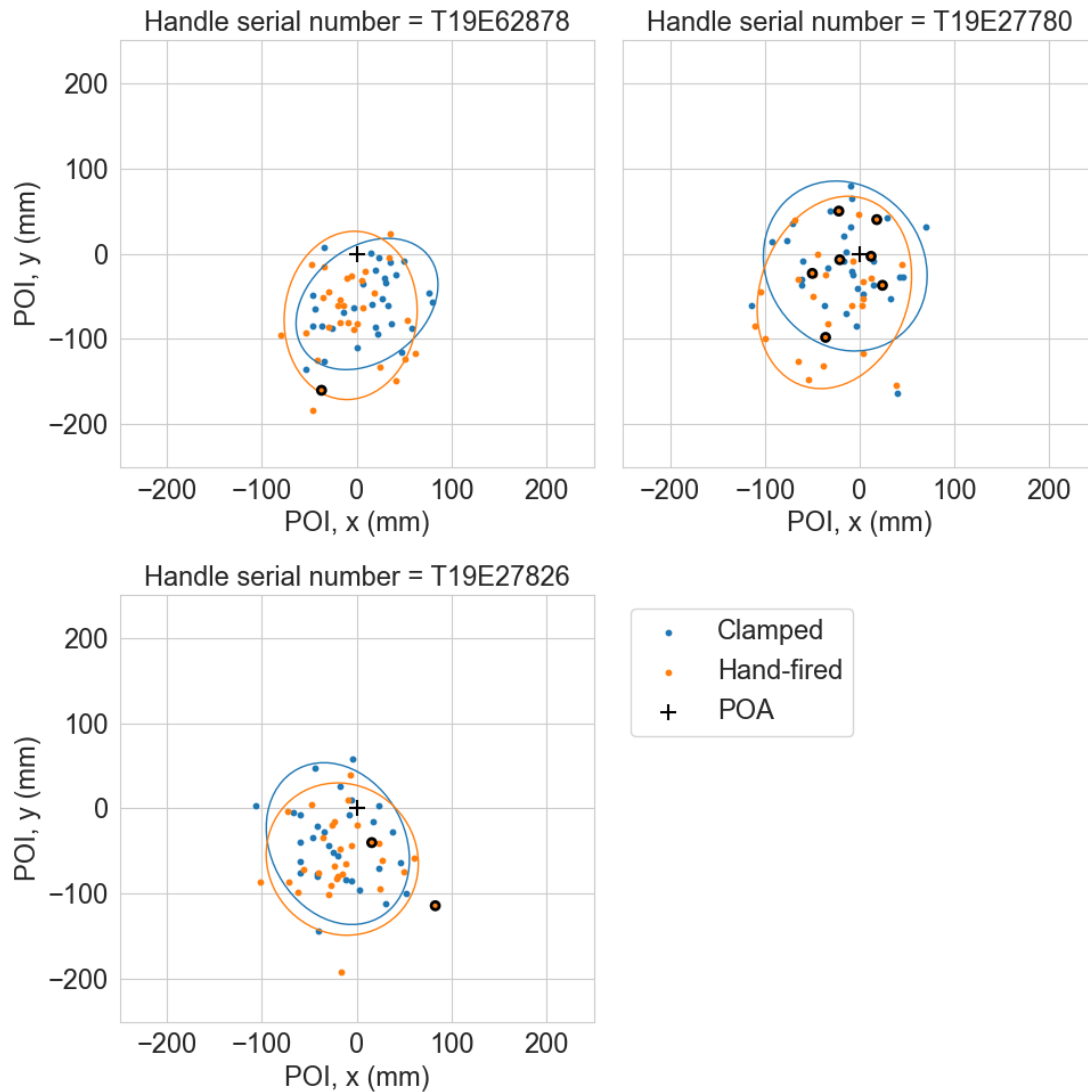 Handle serial number = T19E62878
200
100
0
−100
−200
POI, y (mm)
−200 −100 0 100 200
POI, x (mm)
Handle serial number = T19E27780
−200 −100 0 100 200
POI, x (mm)
Handle serial number = T19E27826
200
100
0
−100
−200
POI, y (mm)
−200 −100 0 100 200
POI, x (mm)
Clamped
Hand-fired
POA